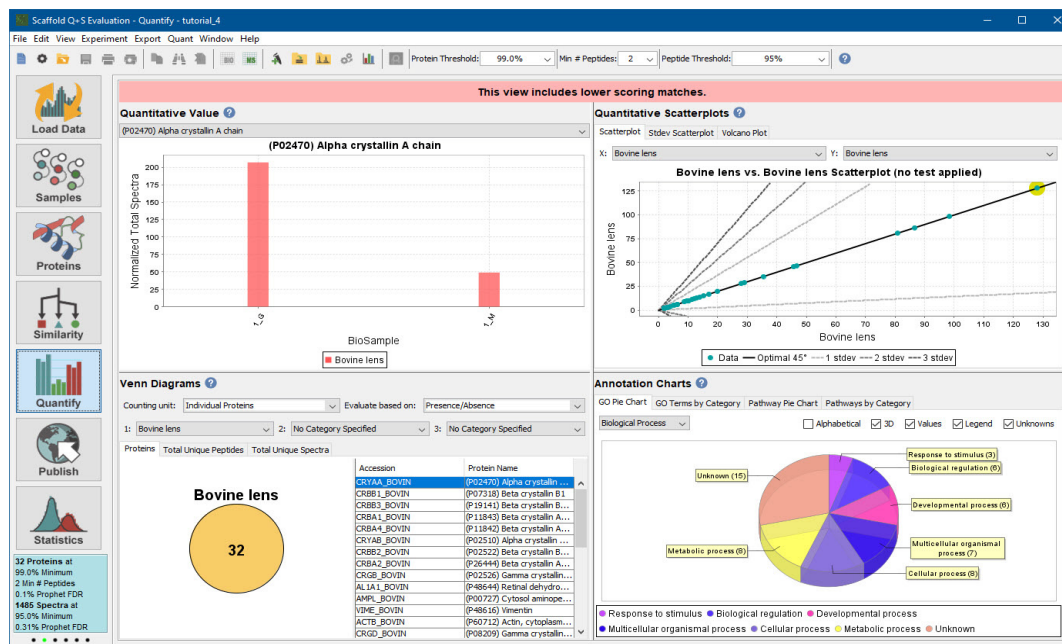 Scaffold Q+S Evaluation - Quantify - tutorial_4
File Edit View Experiment Export Quant Window Help
BIO MS Protein Threshold: 99.0% Min # Peptides: 2 Peptide Threshold: 95%
This view includes lower scoring matches.
Load Data
Samples
Proteins
Similarity
Quantify
Publish
Statistics
32 Proteins at
99.0% Minimum
2 Min # Peptides
0.1% Prophet FDR
1485 Spectra at
95.0% Minimum
0.31% Prophet FDR
Quantitative Value
(P02470) Alpha crystallin A chain
(P02470) Alpha crystallin A chain
Normalized Total Spectra
200
175
150
125
100
75
50
25
0
1_G
1_M
BioSample
Bovine lens
Quantitative Scatterplots
Scatterplot Stdev Scatterplot Volcano Plot
X: Bovine lens Y: Bovine lens
Bovine lens vs. Bovine lens Scatterplot (no test applied)
Bovine lens
125
100
75
50
25
0
0 10 20 30 40 50 60 70 80 90 100 110 120 130
Bovine lens
Data Optimal 45° 1 stdev 2 stdev 3 stdev
Venn Diagrams
Counting unit: Individual Proteins Evaluate based on: Presence/Absence
1: Bovine lens 2: No Category Specified 3: No Category Specified
Proteins Total Unique Peptides Total Unique Spectra
Bovine lens
32
Accession Protein Name
CRYAA_BOVIN (P02470) Alpha crystallin ...
CRBB1_BOVIN (P07318) Beta crystallin B1
CRBB3_BOVIN (P19141) Beta crystallin B...
CRBA1_BOVIN (P11843) Beta crystallin A...
CRBA4_BOVIN (P11842) Beta crystallin A...
CRYAB_BOVIN (P02510) Alpha crystallin ...
CRBB2_BOVIN (P02522) Beta crystallin B...
CRBA2_BOVIN (P26444) Beta crystallin A...
CRGB_BOVIN (P02526) Gamma crystallin...
AL1A1_BOVIN (P48644) Retinal dehydro...
AMPL_BOVIN (P00727) Cytosol aminope...
VIME_BOVIN (P48616) Vimentin
ACTB_BOVIN (P60712) Actin, cytoplasm...
CRGD_BOVIN (P08209) Gamma crystallin...
Annotation Charts
GO Pie Chart GO Terms by Category Pathway Pie Chart Pathways by Category
Biological Process Alphabetical 3D Values Legend Unknowns
Response to stimulus (3)
Biological regulation (6)
Unknown (15)
Developmental process (6)
Multicellular organismal
process (7)
Metabolic process (8)
Cellular process (8)
Response to stimulus Biological regulation Developmental process
Multicellular organismal process Cellular process Metabolic process Unknown